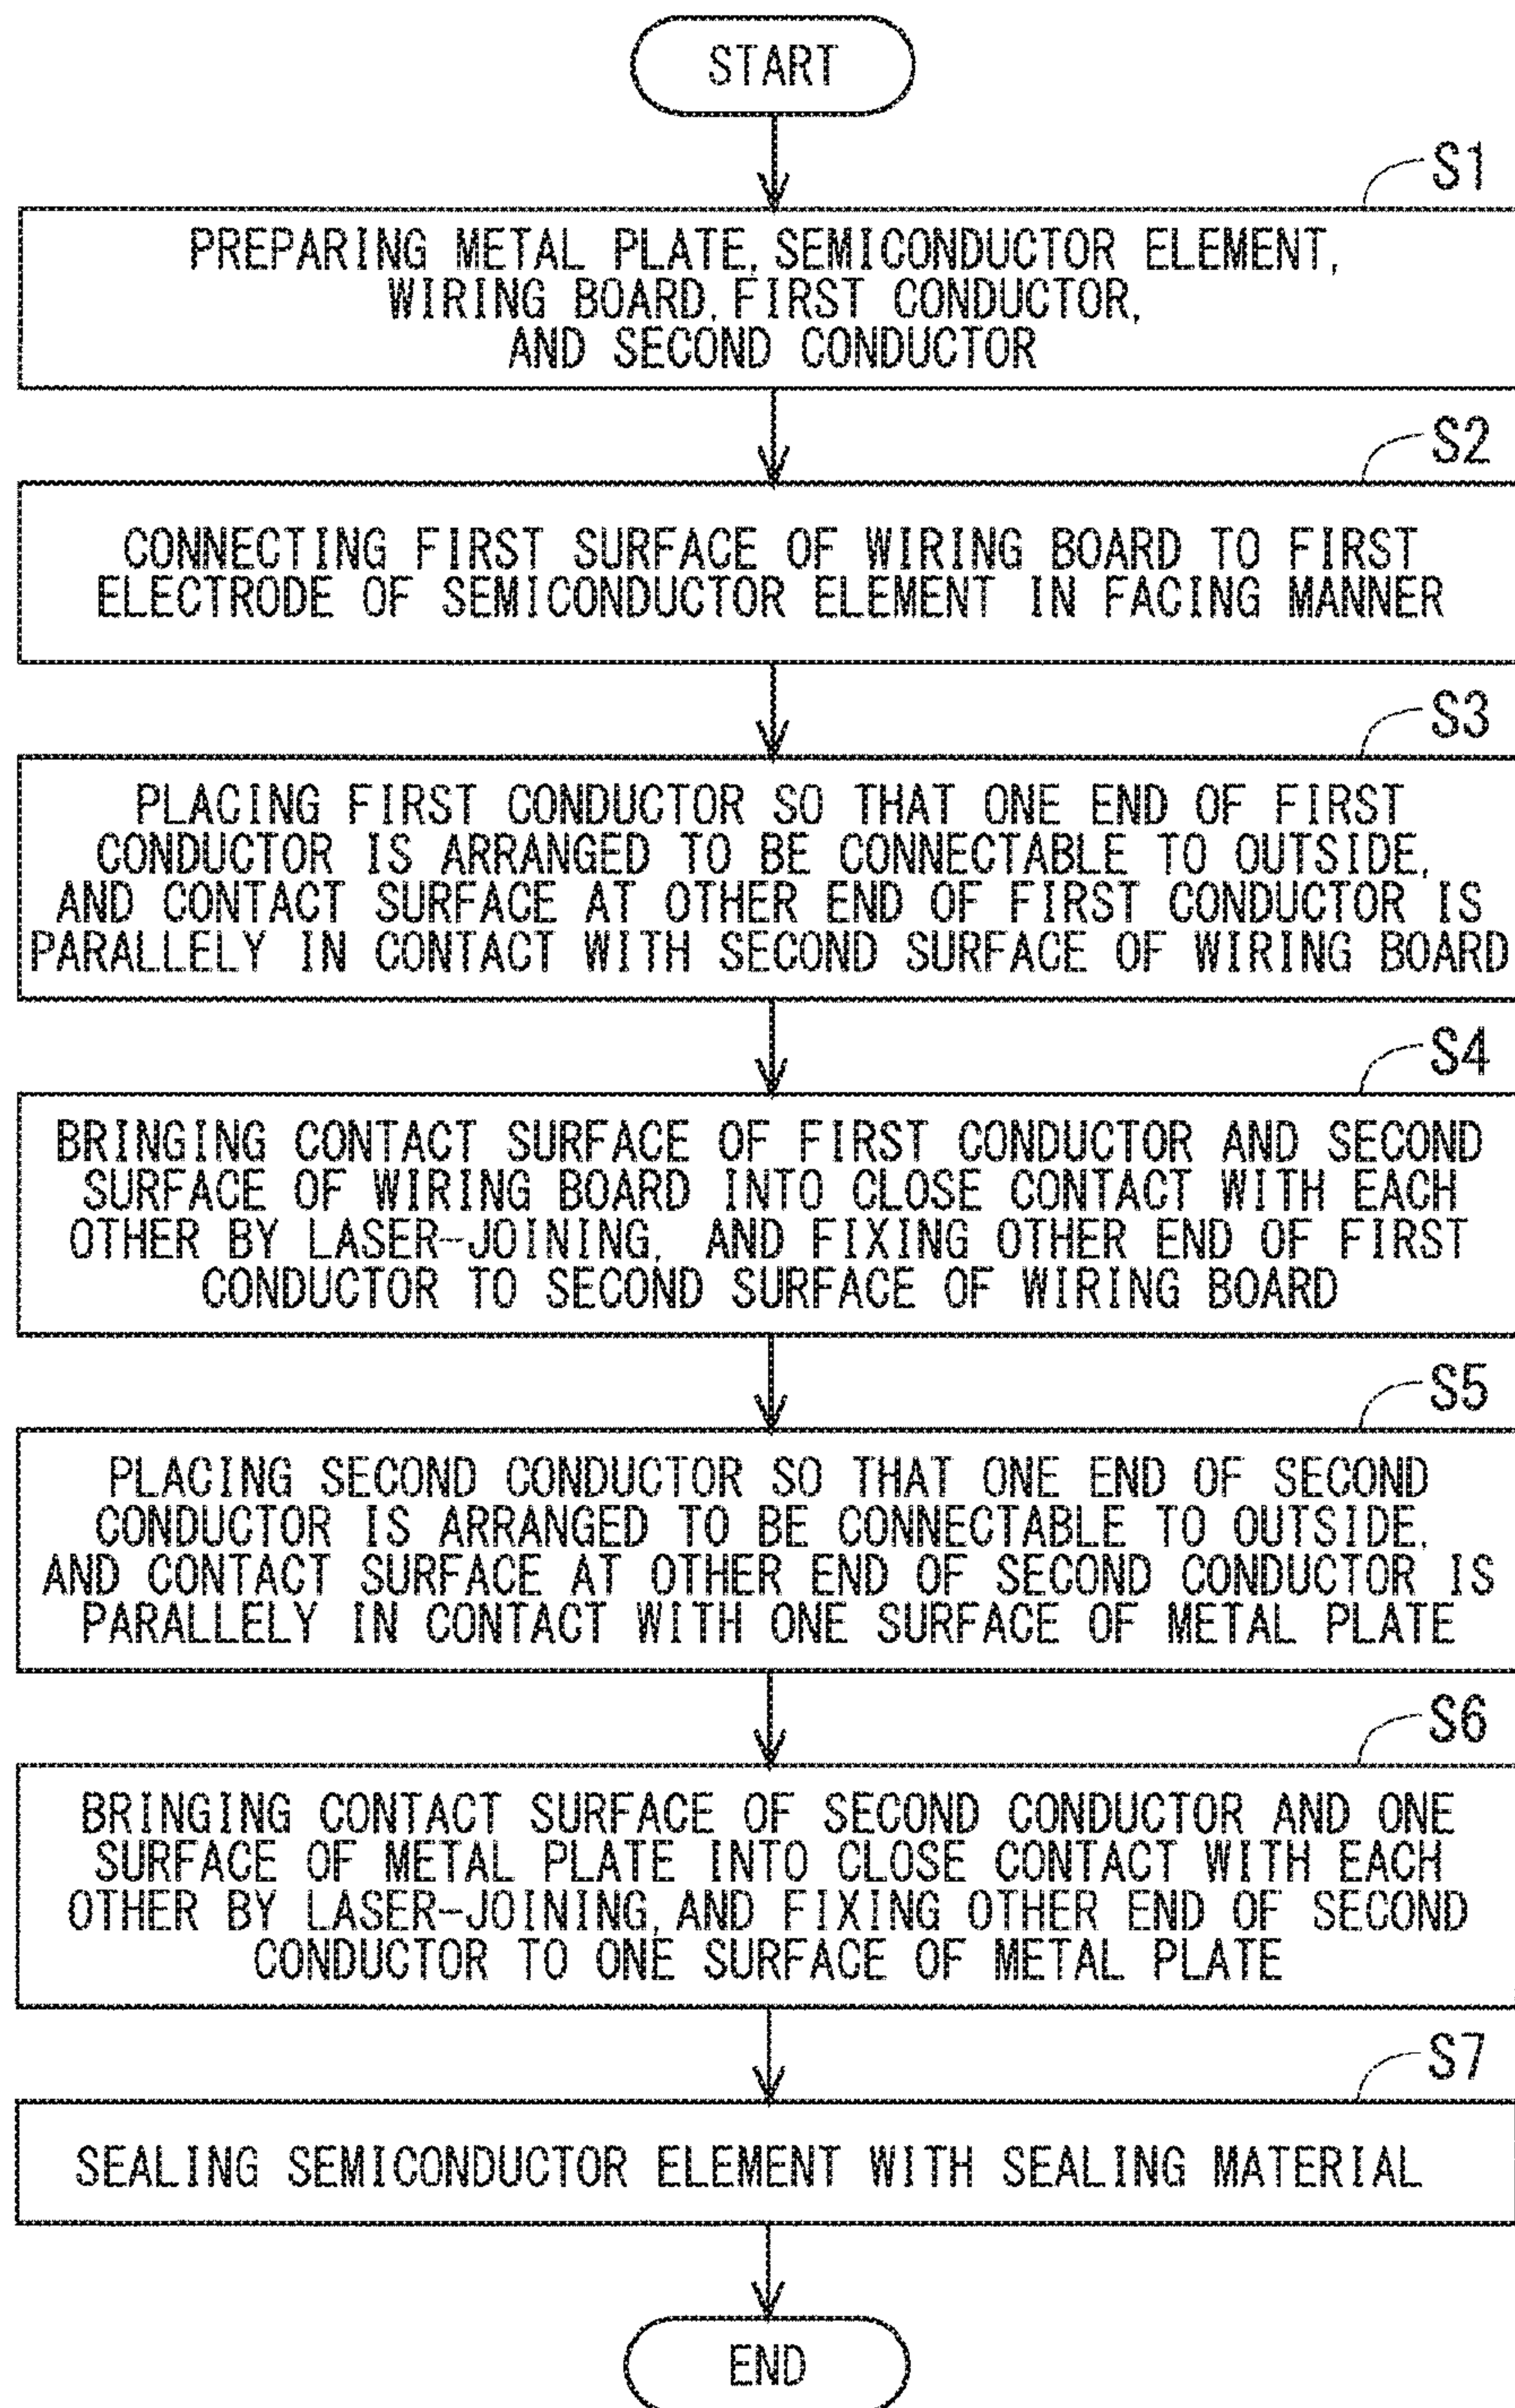 START
S1
PREPARING METAL PLATE, SEMICONDUCTOR ELEMENT,
WIRING BOARD, FIRST CONDUCTOR,
AND SECOND CONDUCTOR
S2
CONNECTING FIRST SURFACE OF WIRING BOARD TO FIRST
ELECTRODE OF SEMICONDUCTOR ELEMENT IN FACING MANNER
S3
PLACING FIRST CONDUCTOR SO THAT ONE END OF FIRST
CONDUCTOR IS ARRANGED TO BE CONNECTABLE TO OUTSIDE,
AND CONTACT SURFACE AT OTHER END OF FIRST CONDUCTOR IS
PARALLELY IN CONTACT WITH SECOND SURFACE OF WIRING BOARD
S4
BRINGING CONTACT SURFACE OF FIRST CONDUCTOR AND SECOND
SURFACE OF WIRING BOARD INTO CLOSE CONTACT WITH EACH
OTHER BY LASER-JOINING, AND FIXING OTHER END OF FIRST
CONDUCTOR TO SECOND SURFACE OF WIRING BOARD
S5
PLACING SECOND CONDUCTOR SO THAT ONE END OF SECOND
CONDUCTOR IS ARRANGED TO BE CONNECTABLE TO OUTSIDE,
AND CONTACT SURFACE AT OTHER END OF SECOND CONDUCTOR IS
PARALLELY IN CONTACT WITH ONE SURFACE OF METAL PLATE
S6
BRINGING CONTACT SURFACE OF SECOND CONDUCTOR AND ONE
SURFACE OF METAL PLATE INTO CLOSE CONTACT WITH EACH
OTHER BY LASER-JOINING, AND FIXING OTHER END OF SECOND
CONDUCTOR TO ONE SURFACE OF METAL PLATE
S7
SEALING SEMICONDUCTOR ELEMENT WITH SEALING MATERIAL
END